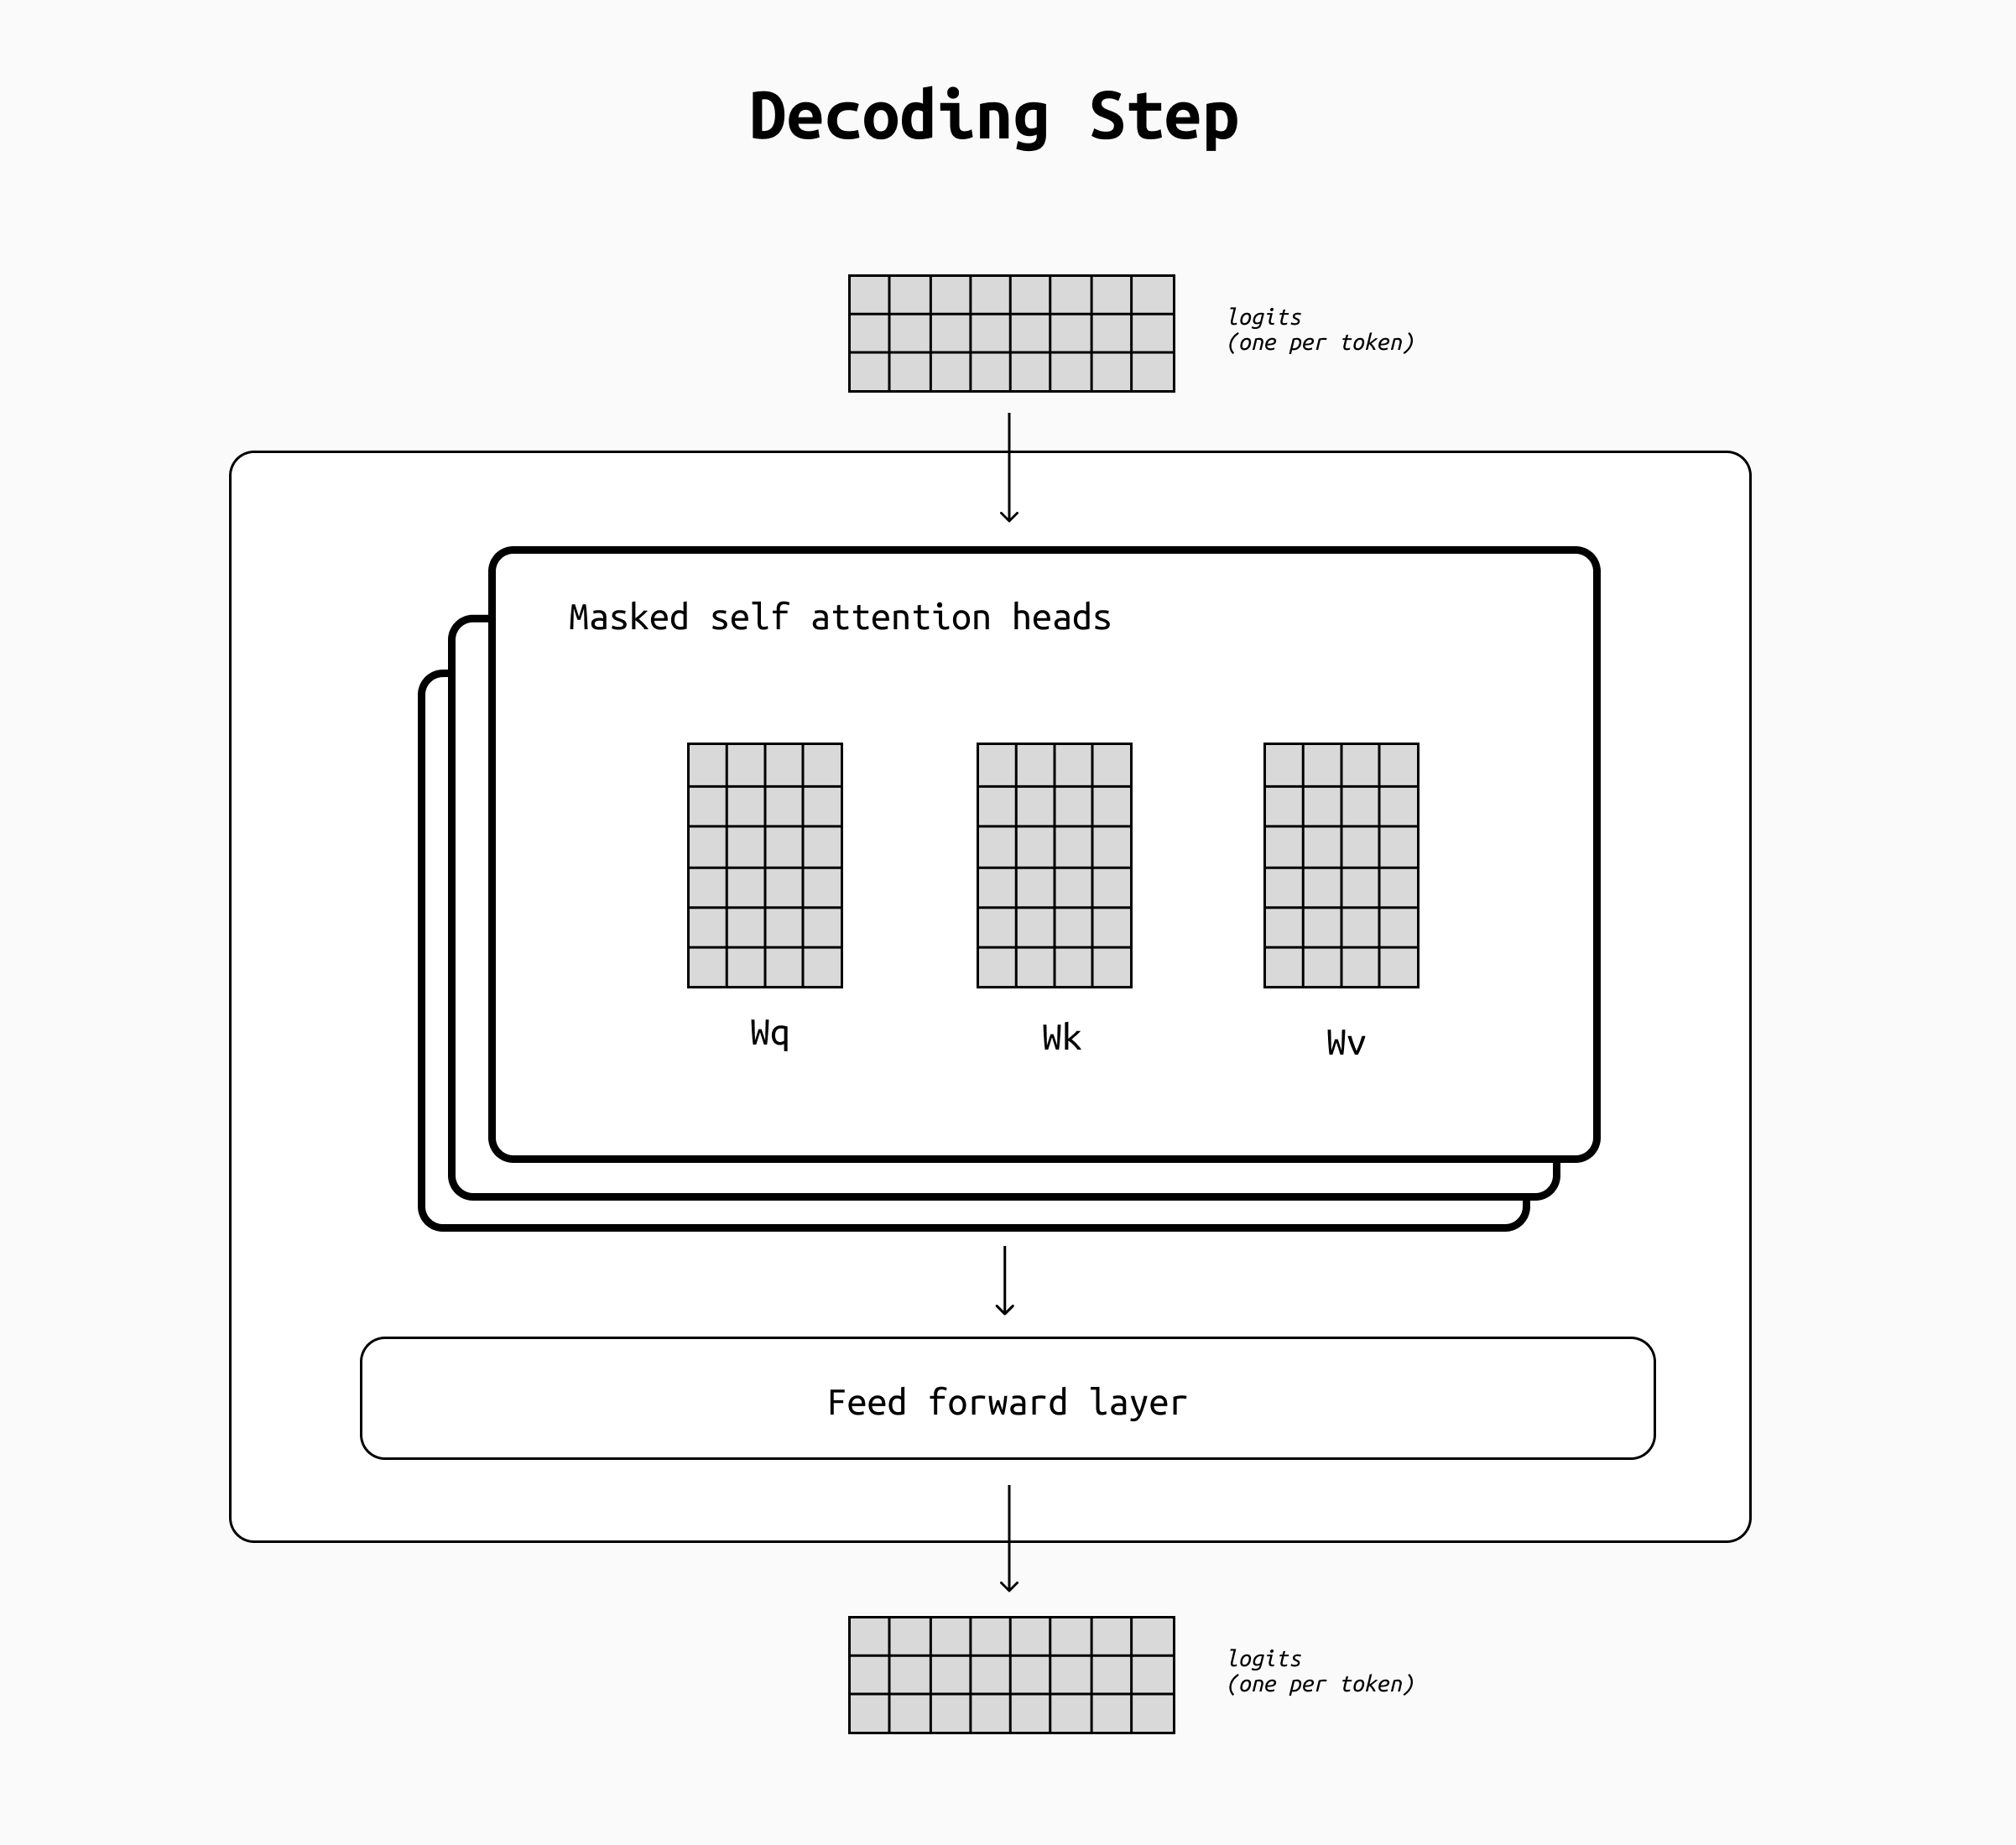 Decoding Step
logits
(one per token)
Masked self attention heads
Wq
Wk
Wv
Feed forward layer
logits
(one per token)